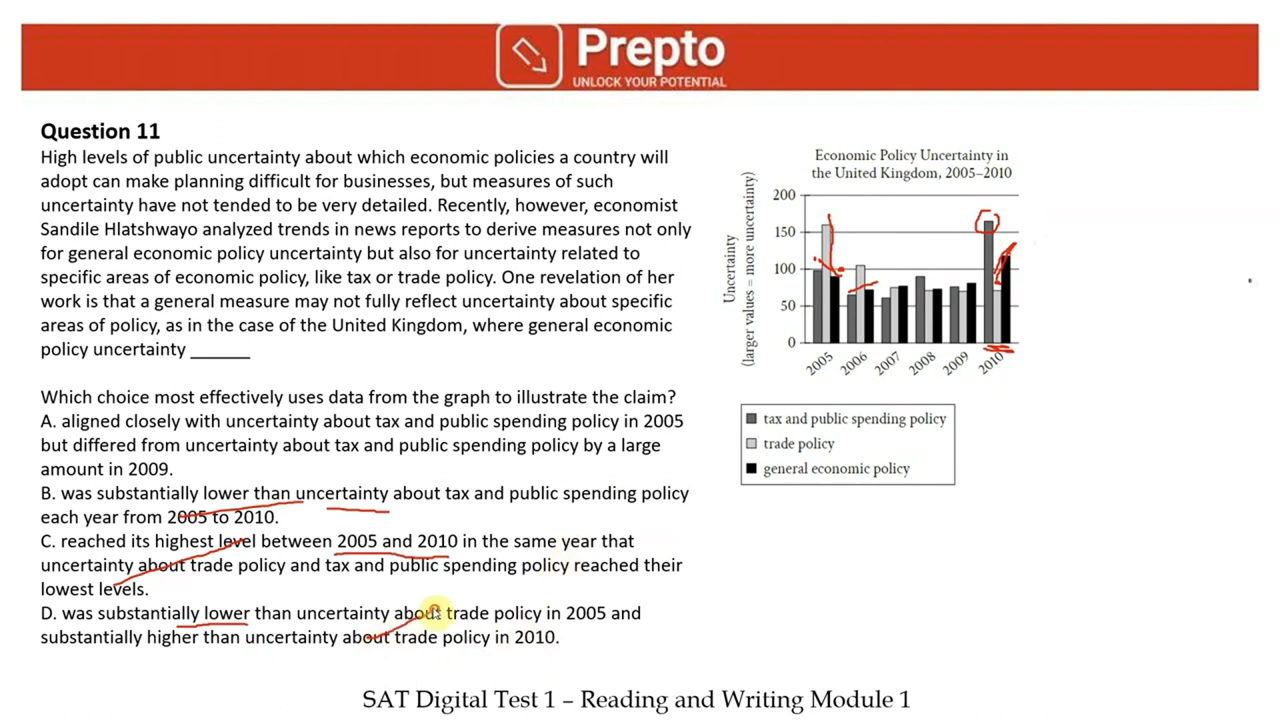 Prepto
UNLOCK YOUR POTENTIAL
Question 11
High levels of public uncertainty about which economic policies a country will
adopt can make planning difficult for businesses, but measures of such
uncertainty have not tended to be very detailed. Recently, however, economist
Sandile Hlatshwayo analyzed trends in news reports to derive measures not only
for general economic policy uncertainty but also for uncertainty related to
specific areas of economic policy, like tax or trade policy. One revelation of her
work is that a general measure may not fully reflect uncertainty about specific
areas of policy, as in the case of the United Kingdom, where general economic
policy uncertainty ______
Which choice most effectively uses data from the graph to illustrate the claim?
A. aligned closely with uncertainty about tax and public spending policy in 2005
but differed from uncertainty about tax and public spending policy by a large
amount in 2009.
B. was substantially lower than uncertainty about tax and public spending policy
each year from 2005 to 2010.
C. reached its highest level between 2005 and 2010 in the same year that
uncertainty about trade policy and tax and public spending policy reached their
lowest levels.
D. was substantially lower than uncertainty about trade policy in 2005 and
substantially higher than uncertainty about trade policy in 2010.
Economic Policy Uncertainty in
the United Kingdom, 2005–2010
Uncertainty
(larger values = more uncertainty)
200
150
100
50
0
2005
2006
2007
2008
2009
2010
tax and public spending policy
trade policy
general economic policy
SAT Digital Test 1 – Reading and Writing Module 1